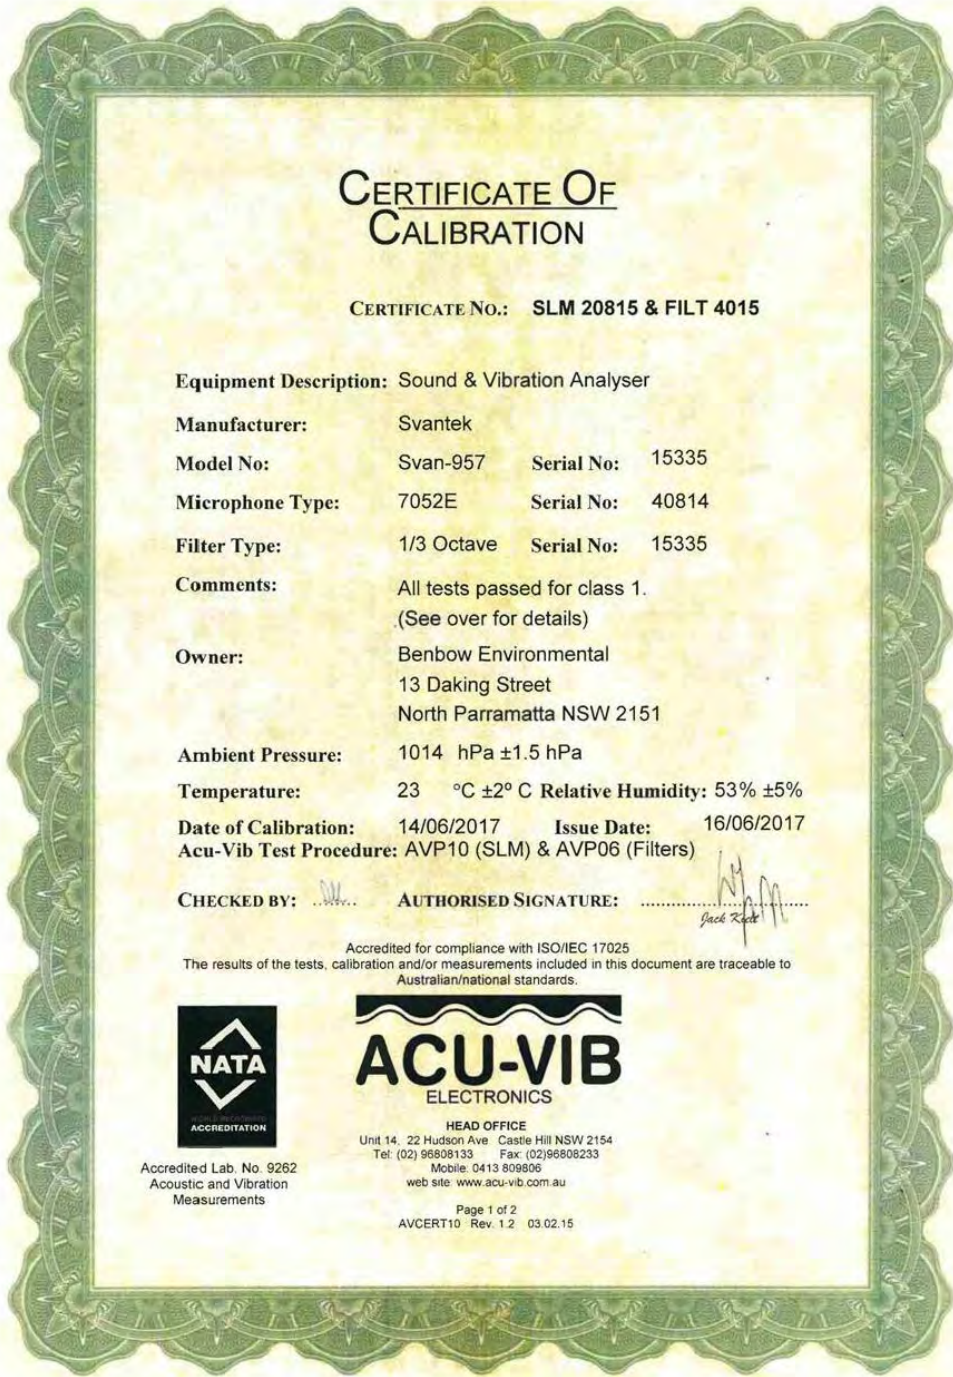 CERTIFICATE OF
CALIBRATION
CERTIFICATE NO.: SLM 20815 & FILT 4015
Equipment Description: Sound & Vibration Analyser
Manufacturer: Svantek
Model No: Svan-957 Serial No: 15335
Microphone Type: 7052E Serial No: 40814
Filter Type: 1/3 Octave Serial No: 15335
Comments: All tests passed for class 1.
(See over for details)
Owner: Benbow Environmental
13 Daking Street
North Parramatta NSW 2151
Ambient Pressure: 1014 hPa ±1.5 hPa
Temperature: 23 °C ±2° C Relative Humidity: 53% ±5%
Date of Calibration: 14/06/2017 Issue Date: 16/06/2017
Acu-Vib Test Procedure: AVP10 (SLM) & AVP06 (Filters)
CHECKED BY: AUTHORISED SIGNATURE:
Jack
Accredited for compliance with ISO/IEC 17025
The results of the tests, calibration and/or measurements included in this document are traceable to
Australian/national standards.
NATA
ACCREDITATION
Accredited Lab. No. 9262
Acoustic and Vibration
Measurements
ACU-VIB
ELECTRONICS
HEAD OFFICE
Unit 14, 22 Hudson Ave. Castle Hill NSW 2154
Tel: (02) 96808133 Fax: (02)96808233
Mobile: 0413 809806
web site: www.acu-vib.com.au
Page 1 of 2
AVCERT10 Rev. 1.2 03.02.15